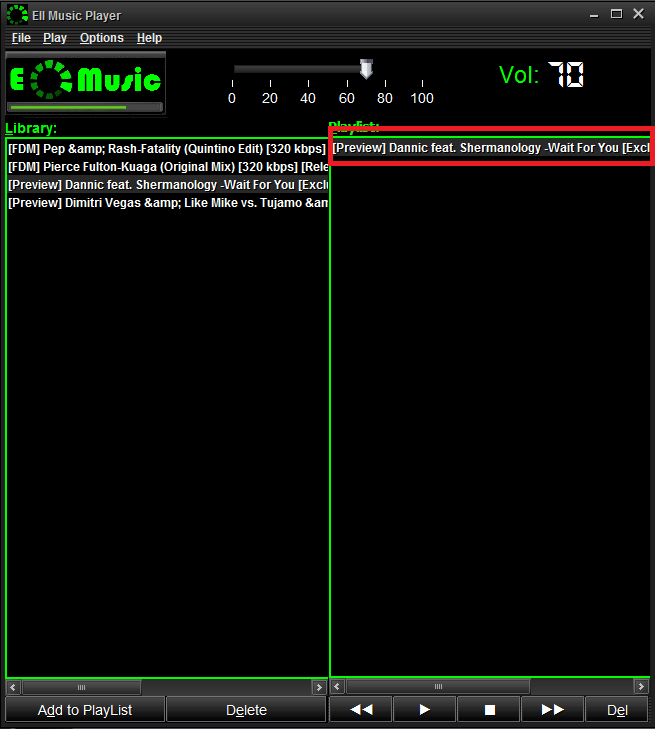 Ell Music Player
File Play Options Help
E Music
0 20 40 60 80 100
Vol: 70
Library:
[FDM] Pep &amp; Rash-Fatality (Quintino Edit) [320 kbps]
[FDM] Pierce Fulton-Kuaga (Original Mix) [320 kbps] [Rele
[Preview] Dannic feat. Shermanology -Wait For You [Exclu
[Preview] Dimitri Vegas &amp; Like Mike vs. Tujamo &am
Playlist:
[Preview] Dannic feat. Shermanology -Wait For You [Excl
Add to PlayList
Delete
Del